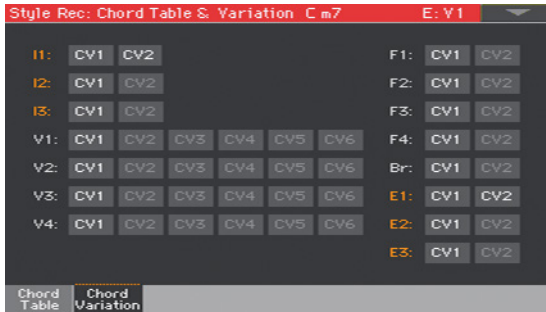 Style Rec: Chord Table & Variation C m7 E: V1
I1: CV1 CV2 F1: CV1 CV2
I2: CV1 CV2 F2: CV1 CV2
I3: CV1 CV2 F3: CV1 CV2
V1: CV1 CV2 CV3 CV4 CV5 CV6 F4: CV1 CV2
V2: CV1 CV2 CV3 CV4 CV5 CV6 Br: CV1 CV2
V3: CV1 CV2 CV3 CV4 CV5 CV6 E1: CV1 CV2
V4: CV1 CV2 CV3 CV4 CV5 CV6 E2: CV1 CV2
E3: CV1 CV2
Chord Table Chord Variation